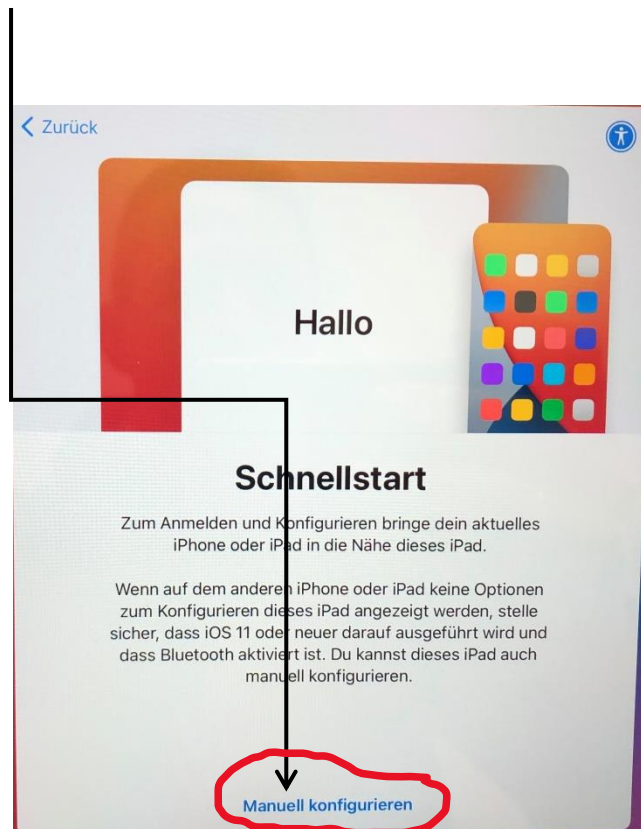 Zurück
Hallo
Schnellstart
Zum Anmelden und Konfigurieren bringe dein aktuelles
iPhone oder iPad in die Nähe dieses iPad.
Wenn auf dem anderen iPhone oder iPad keine Optionen
zum Konfigurieren dieses iPad angezeigt werden, stelle
sicher, dass iOS 11 oder neuer darauf ausgeführt wird und
dass Bluetooth aktiviert ist. Du kannst dieses iPad auch
manuell konfigurieren.
Manuell konfigurieren